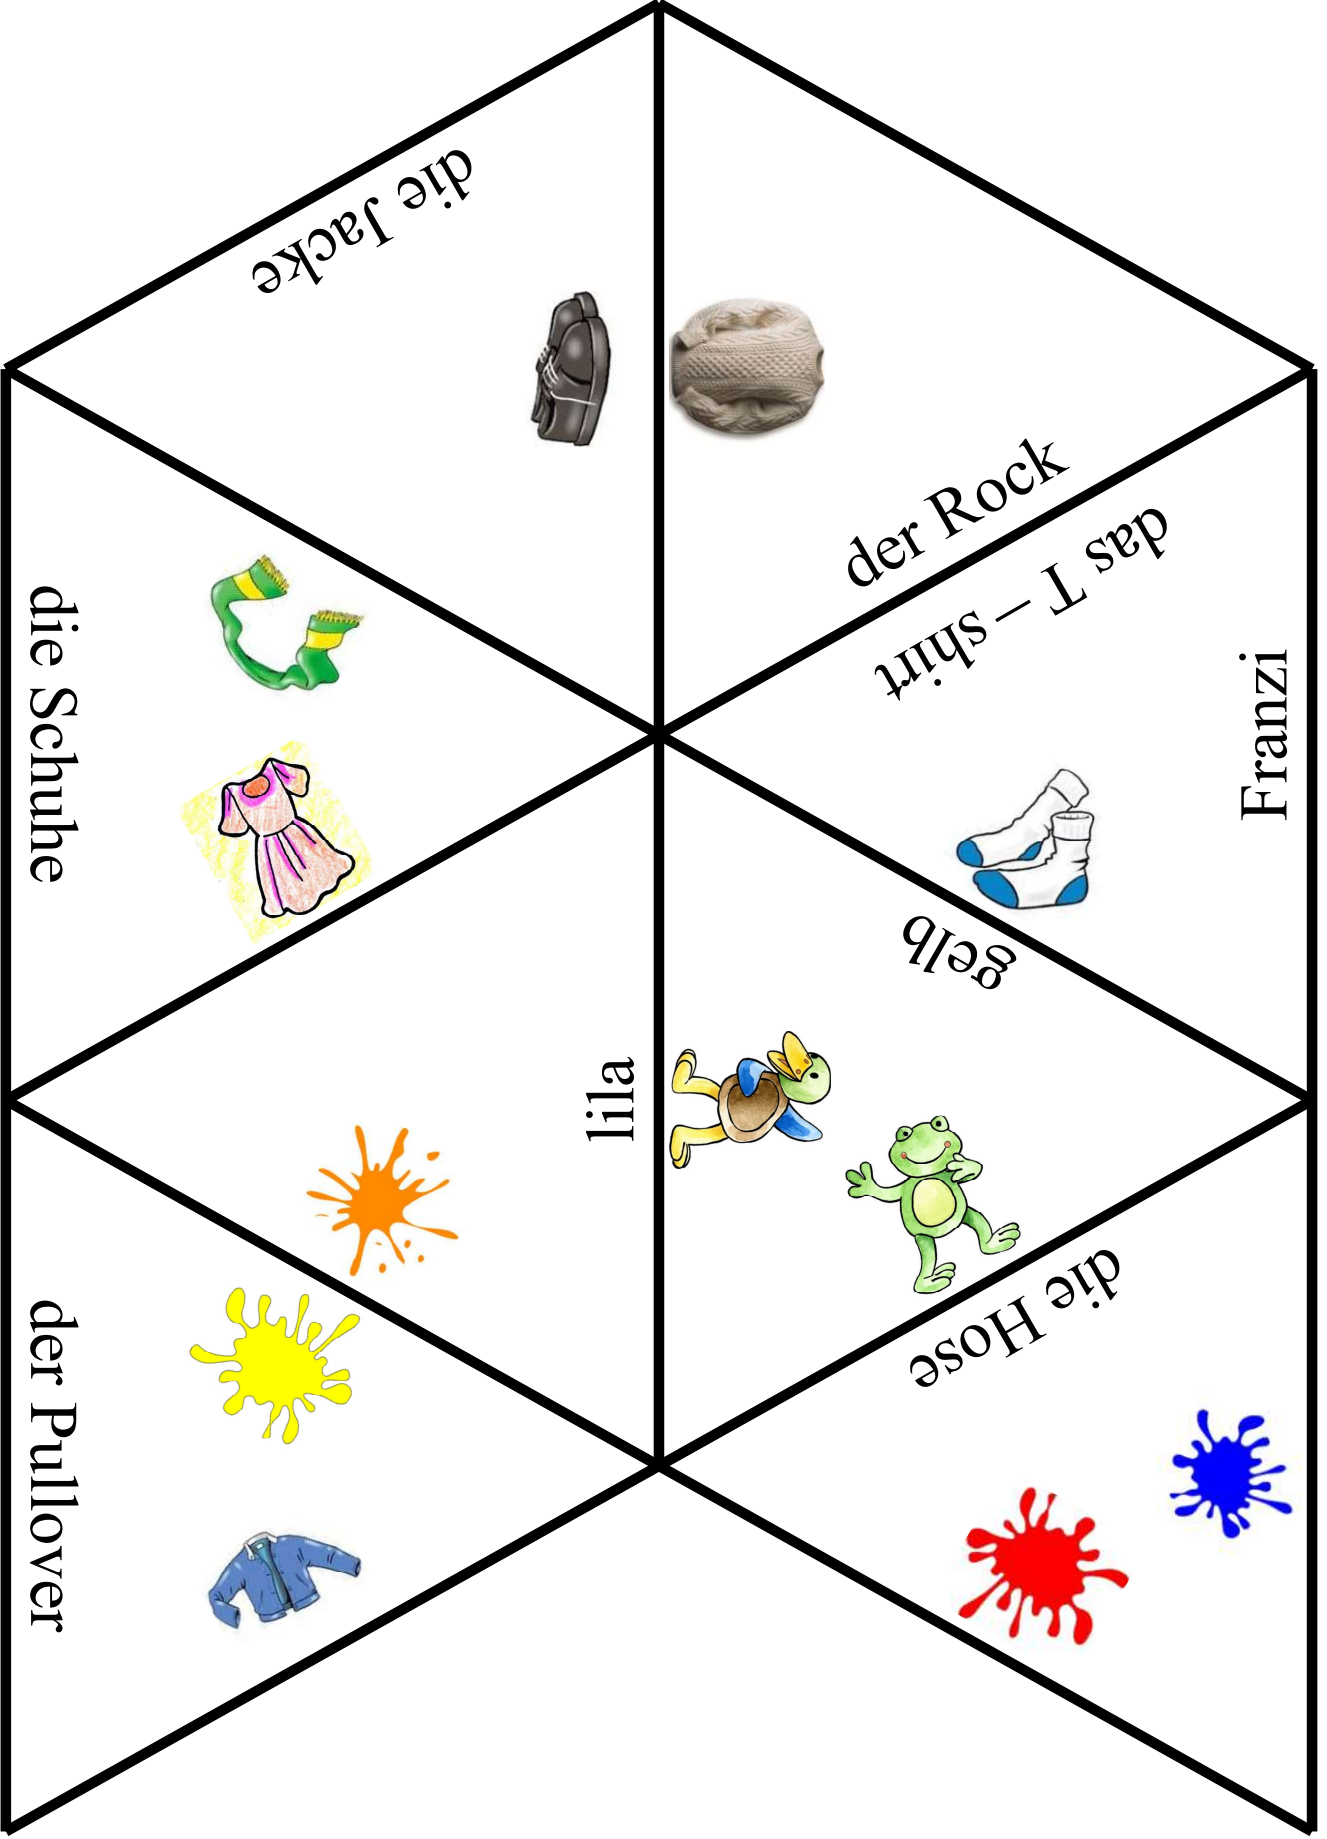 die Jacke
der Rock
das T – shirt
die Schuhe
Franzi
gelb
lila
die Hose
der Pullover